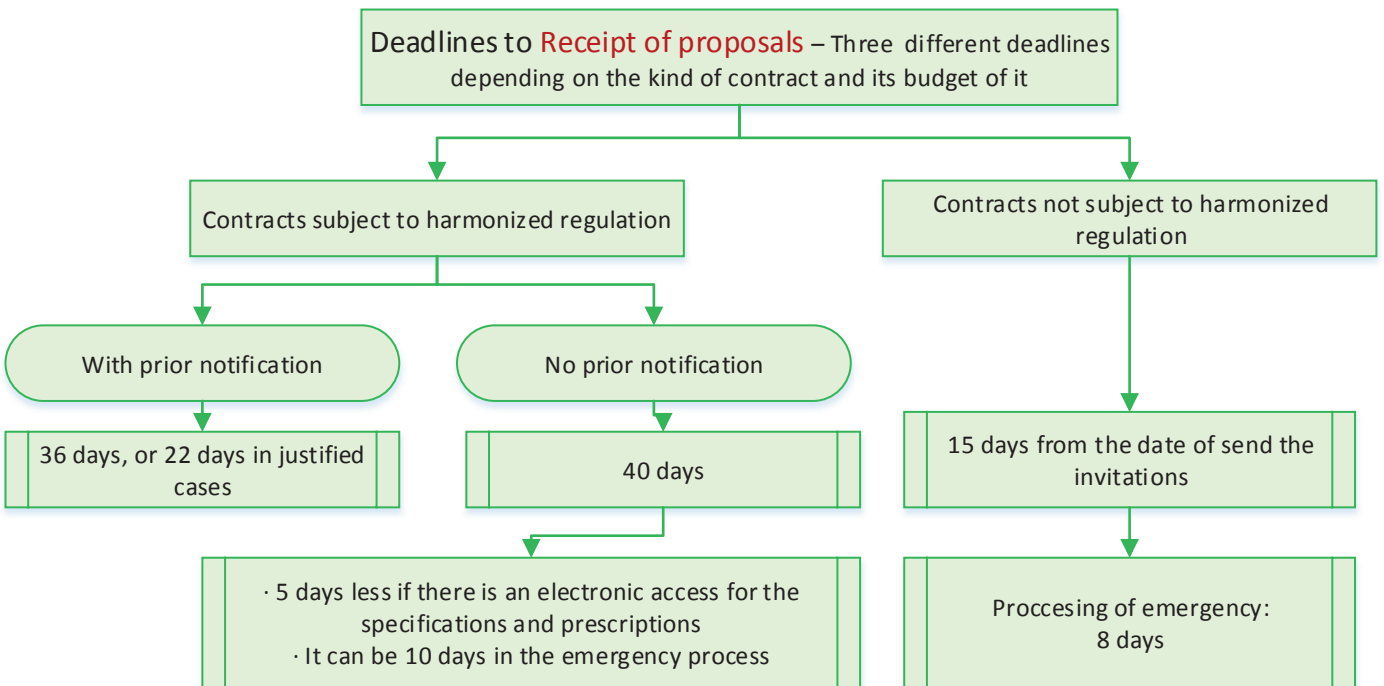 Deadlines to Receipt of proposals – Three different deadlines
depending on the kind of contract and its budget of it
Contracts subject to harmonized regulation
Contracts not subject to harmonized
regulation
With prior notification
No prior notification
36 days, or 22 days in justified
cases
40 days
15 days from the date of send the
invitations
· 5 days less if there is an electronic access for the
specifications and prescriptions
· It can be 10 days in the emergency process
Proccesing of emergency:
8 days